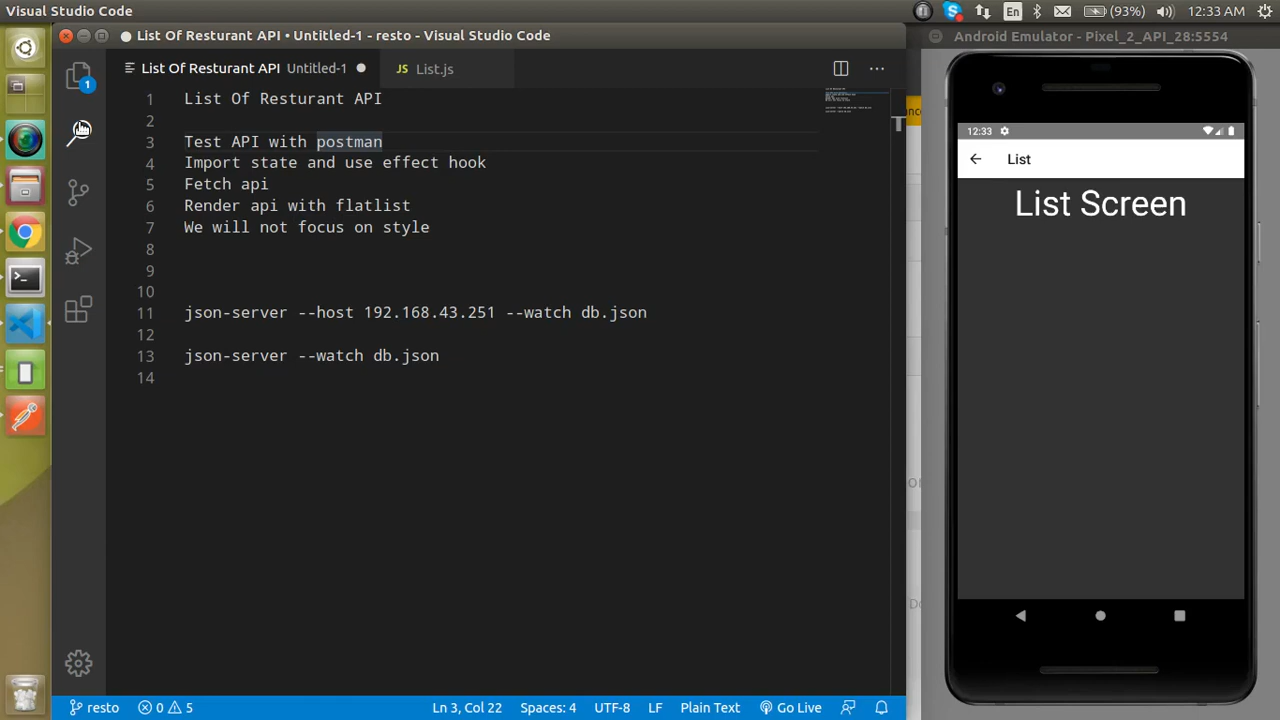 Visual Studio Code
En
(93%)
12:33 AM
List Of Resturant API • Untitled-1 - resto - Visual Studio Code
Android Emulator - Pixel_2_API_28:5554
List Of Resturant API Untitled-1
JS List.js
1
1 List Of Resturant API
2
3 Test API with postman
4 Import state and use effect hook
5 Fetch api
6 Render api with flatlist
7 We will not focus on style
8
9
10
11 json-server --host 192.168.43.251 --watch db.json
12
13 json-server --watch db.json
14
12:33
List
List Screen
resto
0
5
Ln 3, Col 22
Spaces: 4
UTF-8
LF
Plain Text
Go Live